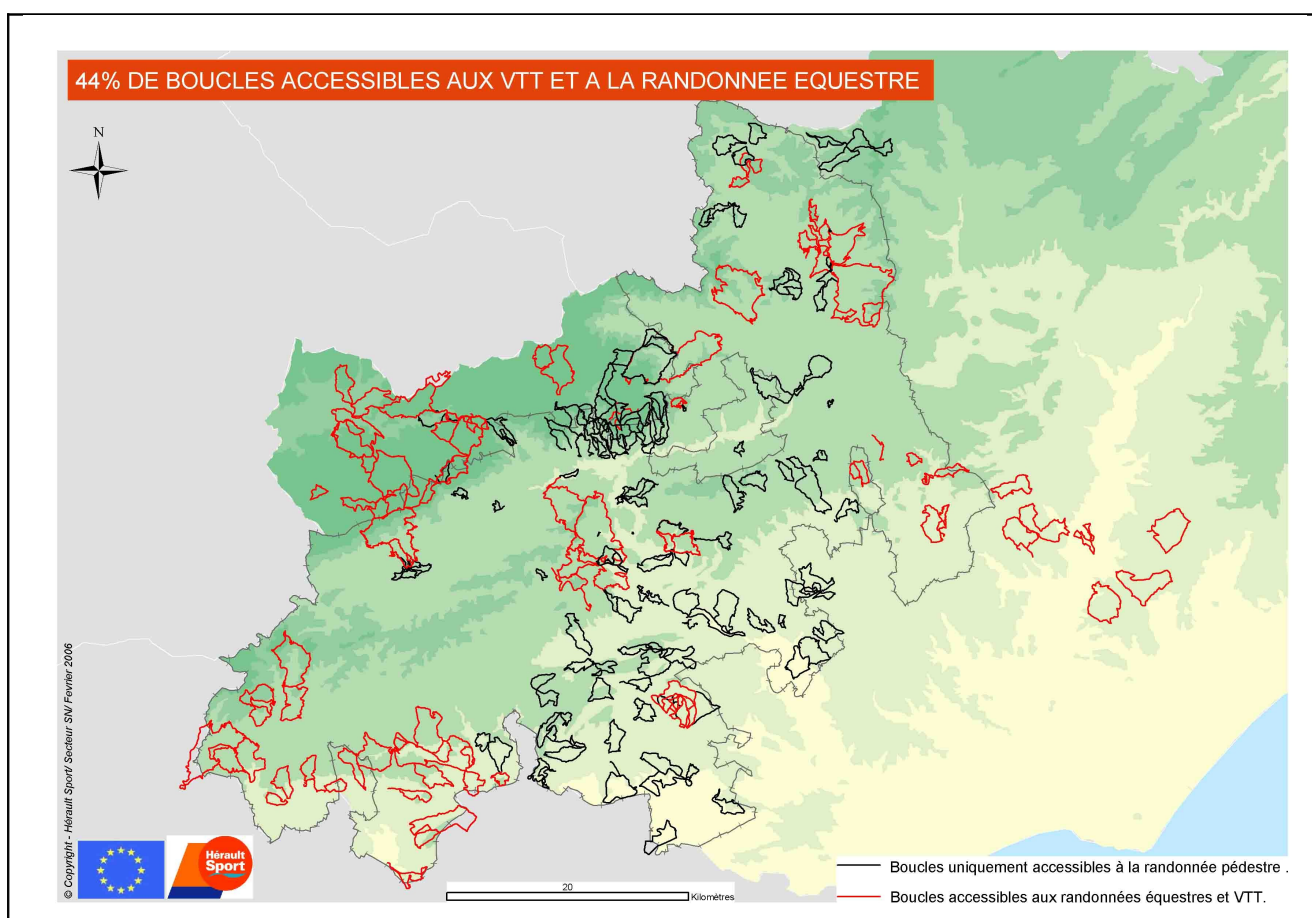 44% DE BOUCLES ACCESSIBLES AUX VTT ET A LA RANDONNEE EQUESTRE
N
© Copyright - Hérault Sport/ Secteur SN/ Fevrier 2006
Hérault
Sport
20
Kilomètres
Boucles uniquement accessibles à la randonnée pédestre .
Boucles accessibles aux randonnées équestres et VTT.